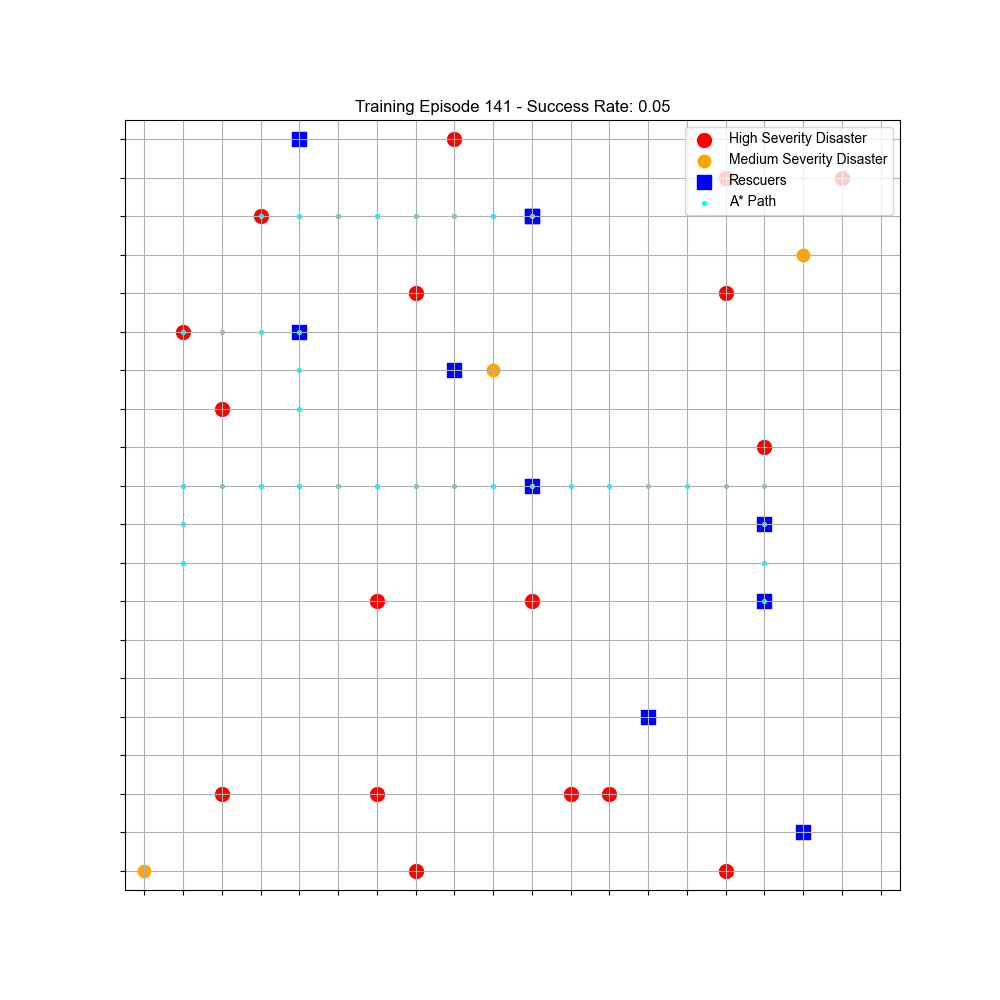 Training Episode 141 - Success Rate: 0.05
High Severity Disaster
Medium Severity Disaster
Rescuers
A* Path